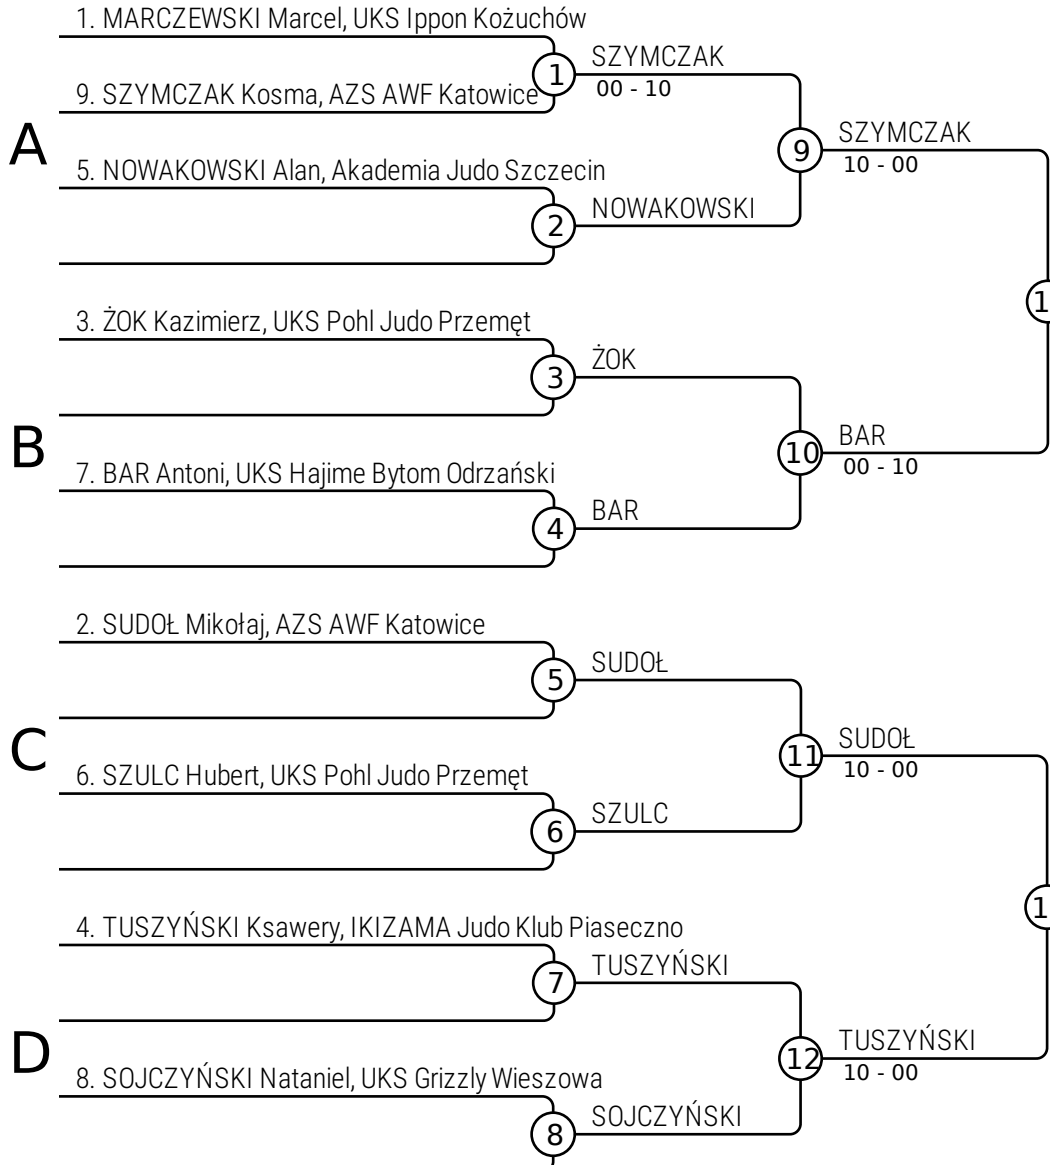 1. MARCZEWSKI Marcel, UKS Ippon Kożuchów
SZYMCZAK
1
00 - 10
9. SZYMCZAK Kosma, AZS AWF Katowice
A
SZYMCZAK
9
10 - 00
5. NOWAKOWSKI Alan, Akademia Judo Szczecin
NOWAKOWSKI
2
1
3. ŻOK Kazimierz, UKS Pohl Judo Przemęt
ŻOK
3
B
BAR
10
00 - 10
7. BAR Antoni, UKS Hajime Bytom Odrzański
BAR
4
2. SUDOŁ Mikołaj, AZS AWF Katowice
SUDOŁ
5
C
SUDOŁ
11
10 - 00
6. SZULC Hubert, UKS Pohl Judo Przemęt
SZULC
6
1
4. TUSZYŃSKI Ksawery, IKIZAMA Judo Klub Piaseczno
TUSZYŃSKI
7
D
TUSZYŃSKI
12
10 - 00
8. SOJCZYŃSKI Nataniel, UKS Grizzly Wieszowa
SOJCZYŃSKI
8